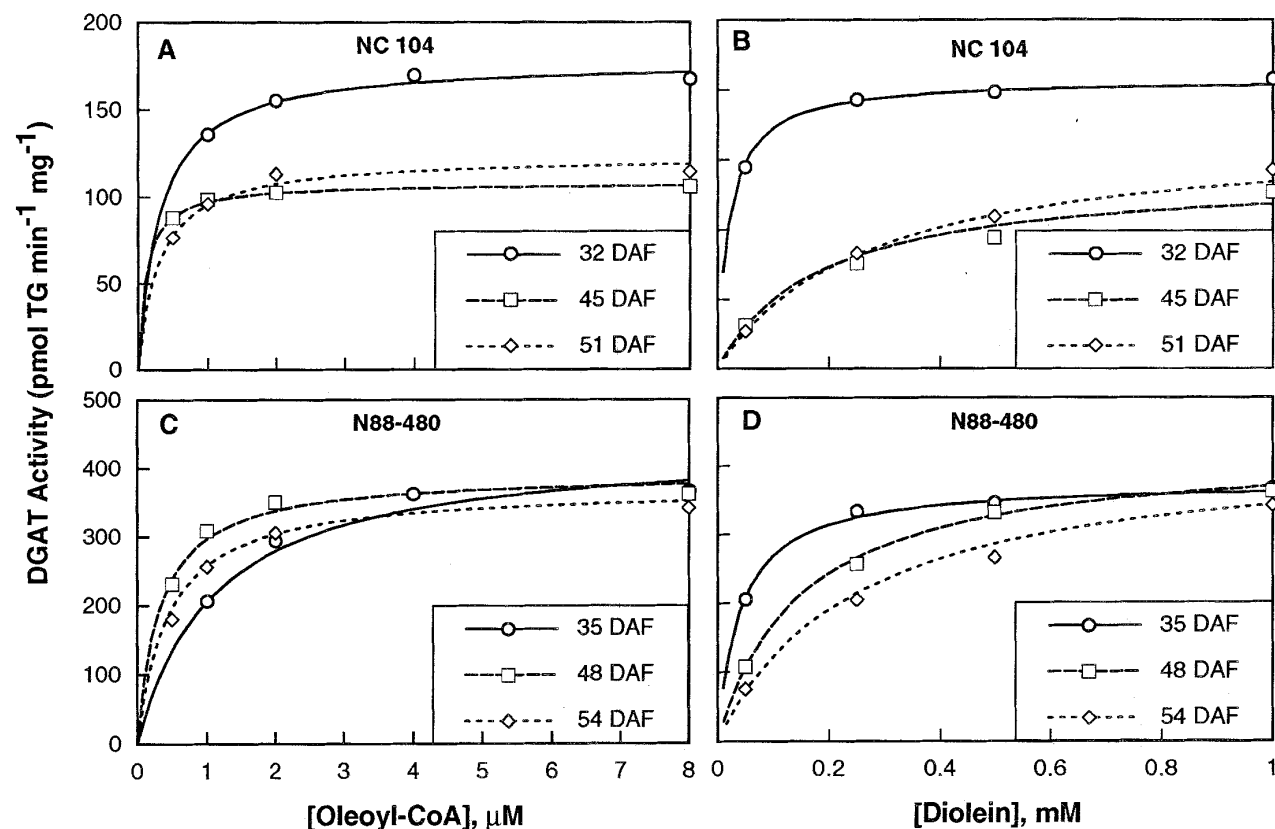 DGAT Activity (pmol TG min-1 mg-1)
A
NC 104
200
150
100
50
0
32 DAF
45 DAF
51 DAF
B
NC 104
32 DAF
45 DAF
51 DAF
C
N88-480
500
400
300
200
100
0
35 DAF
48 DAF
54 DAF
0 1 2 3 4 5 6 7 8
[Oleoyl-CoA], μM
D
N88-480
35 DAF
48 DAF
54 DAF
0 0.2 0.4 0.6 0.8 1
[Diolein], mM